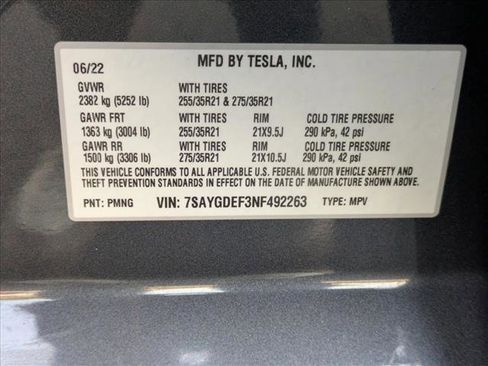 MFD BY TESLA, INC.
06/22
GVWR WITH TIRES
2382 kg (5252 lb) 255/35R21 & 275/35R21
GAWR FRT WITH TIRES RIM COLD TIRE PRESSURE
1363 kg (3004 lb) 255/35R21 21X9.5J 290 kPa, 42 psi
GAWR RR WITH TIRES RIM COLD TIRE PRESSURE
1500 kg (3306 lb) 275/35R21 21X10.5J 290 kPa, 42 psi
THIS VEHICLE CONFORMS TO ALL APPLICABLE U.S. FEDERAL MOTOR VEHICLE SAFETY AND
THEFT PREVENTION STANDARDS IN EFFECT ON THE DATE OF MANUFACTURE SHOWN ABOVE.
PNT: PMNG VIN: 7SAYGDEF3NF492263 TYPE: MPV